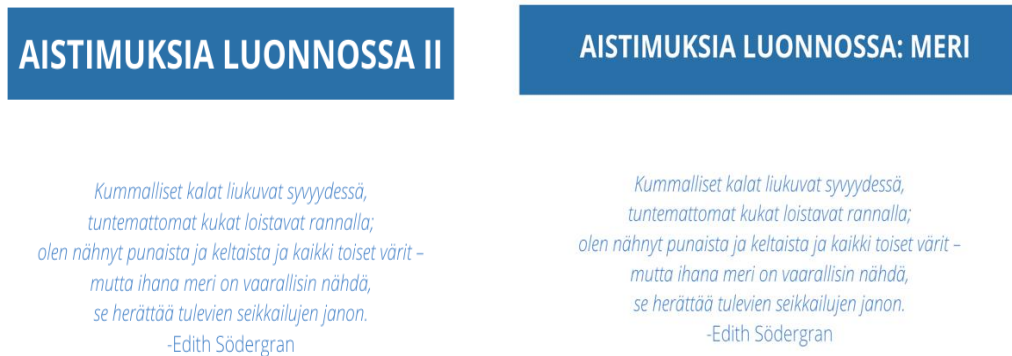 AISTIMUKSIA LUONNOSSA II
Kummalliset kalat liukuvat syvyydessä,
tuntemattomat kukat loistavat rannalla;
olen nähnyt punaista ja keltaista ja kaikki toiset värit –
mutta ihana meri on vaarallisin nähdä,
se herättää tulevien seikkailujen janon.
-Edith Södergran
AISTIMUKSIA LUONNOSSA: MERI
Kummalliset kalat liukuvat syvyydessä,
tuntemattomat kukat loistavat rannalla;
olen nähnyt punaista ja keltaista ja kaikki toiset värit –
mutta ihana meri on vaarallisin nähdä,
se herättää tulevien seikkailujen janon.
-Edith Södergran